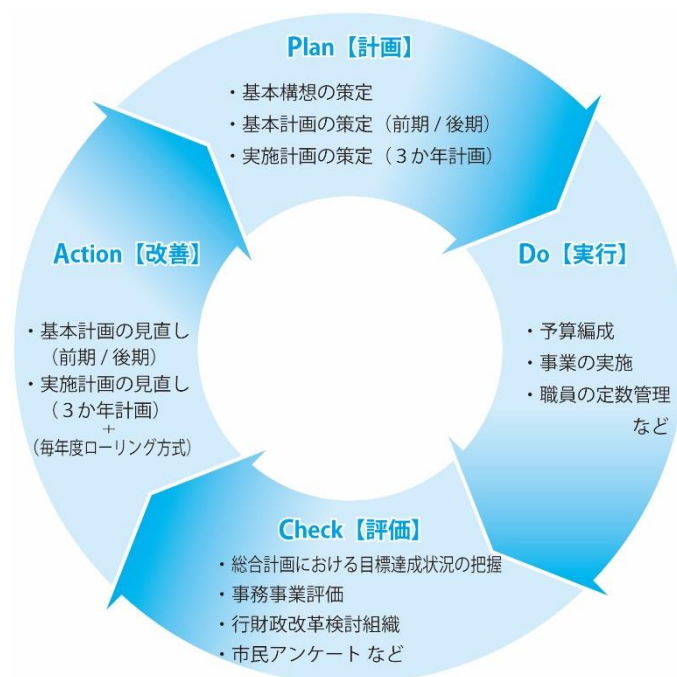 Plan【計画】
・基本構想の策定
・基本計画の策定（前期 / 後期）
・実施計画の策定（３か年計画）
Do【実行】
・予算編成
・事業の実施
・職員の定数管理
など
Check【評価】
・総合計画における目標達成状況の把握
・事務事業評価
・行財政改革検討組織
・市民アンケート など
Action【改善】
・基本計画の見直し
（前期 / 後期）
・実施計画の見直し
（３か年計画）
＋
（毎年度ローリング方式）